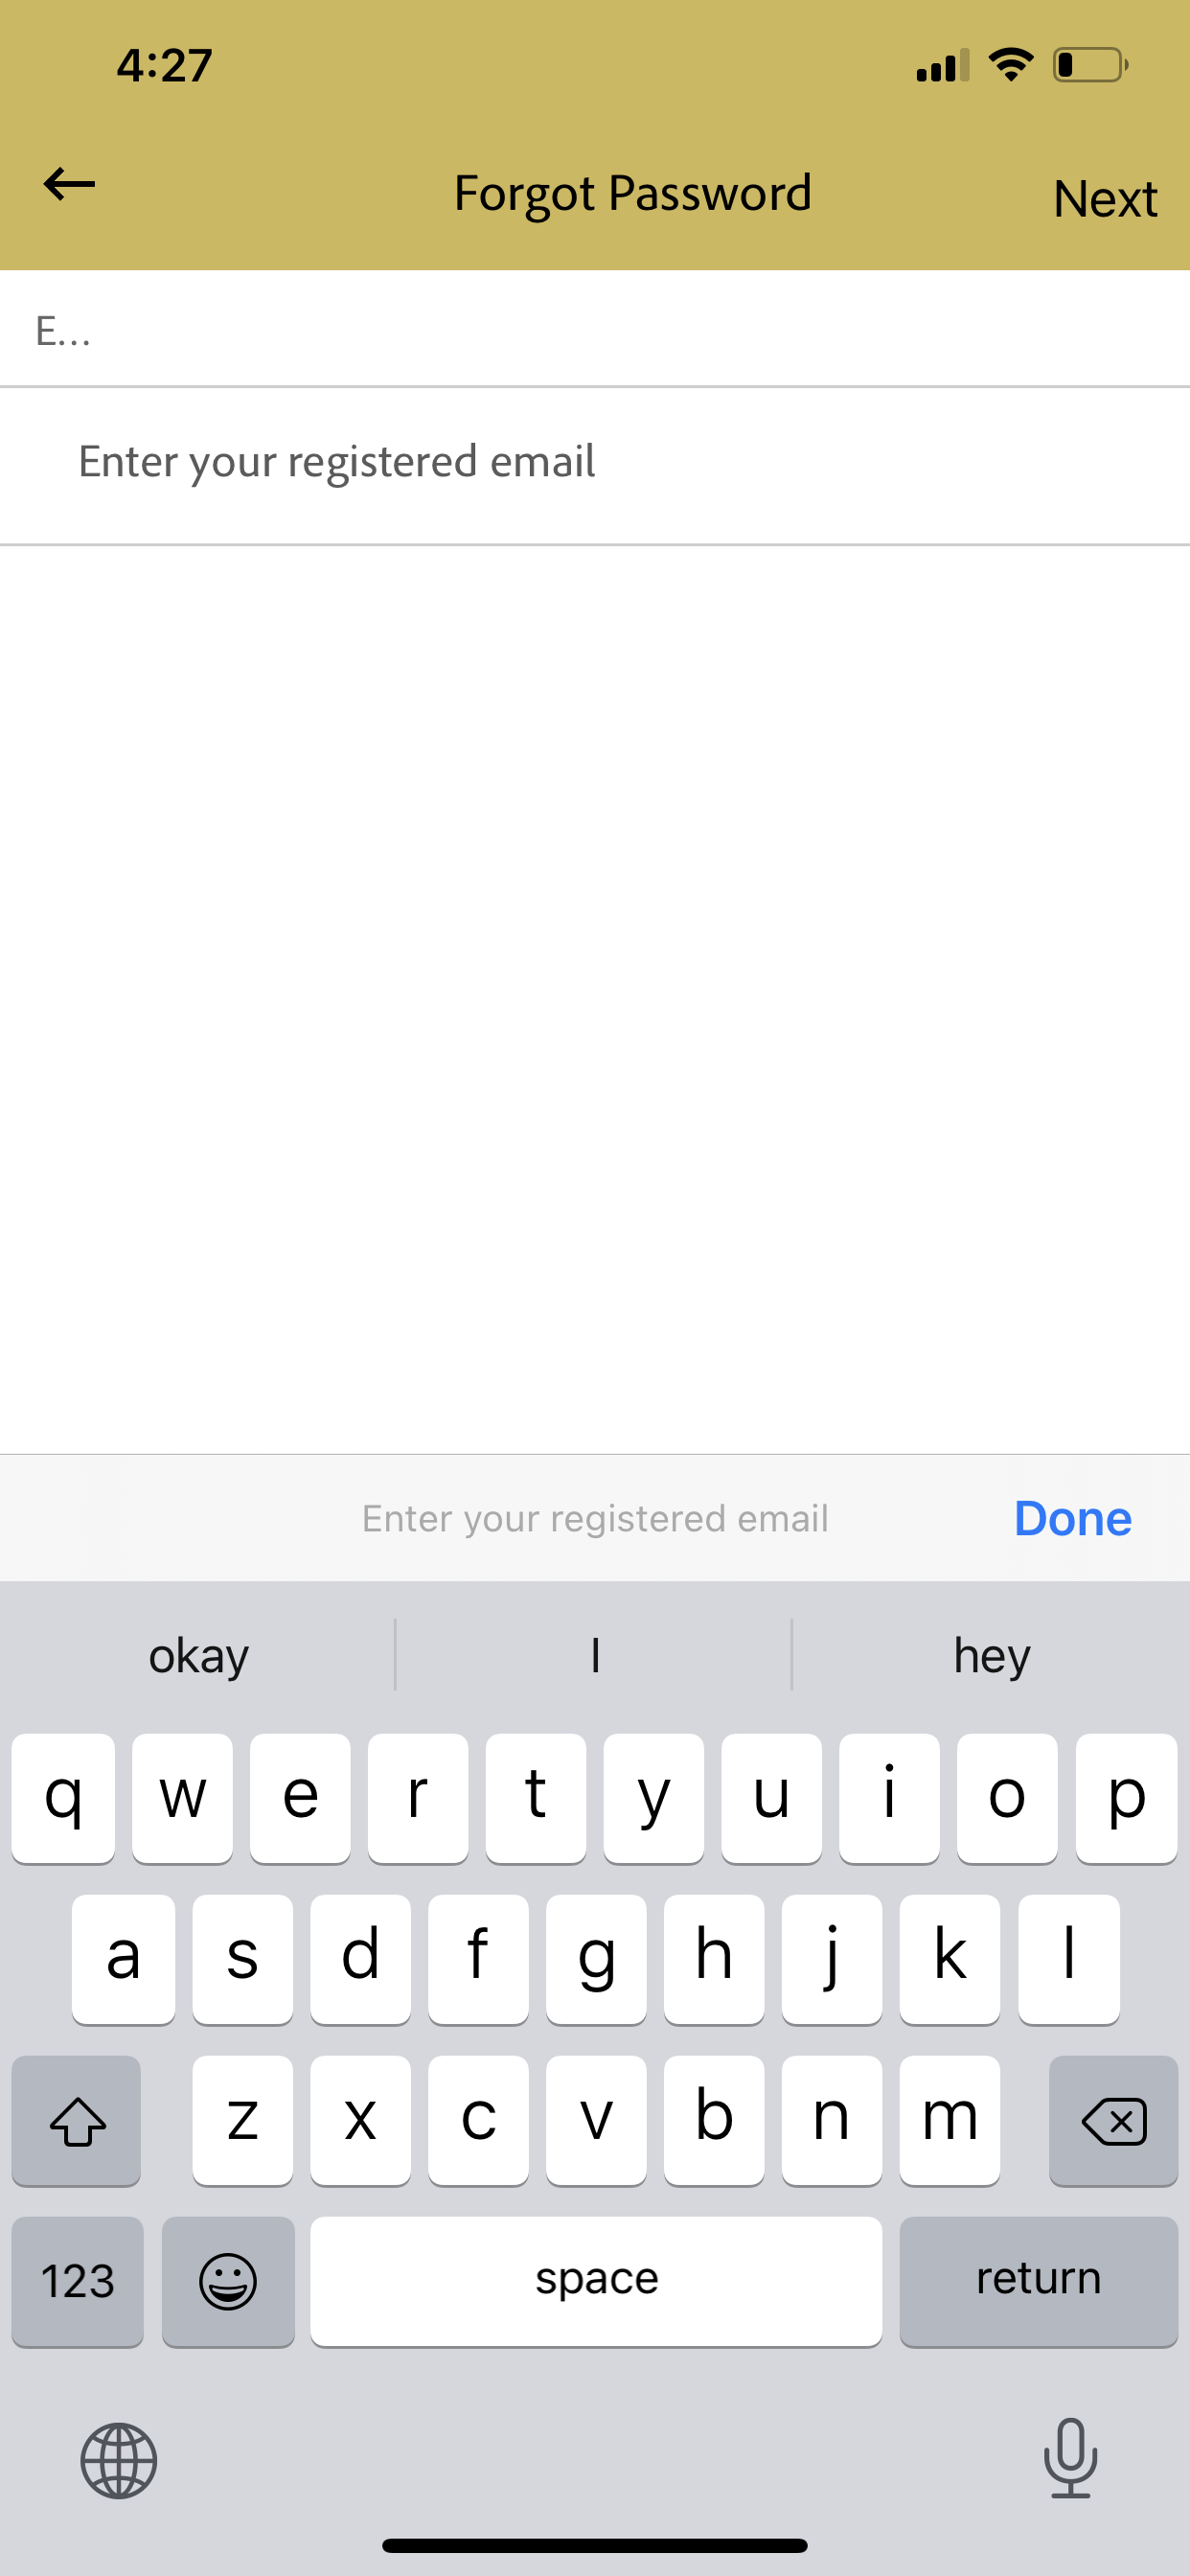 4:27
Forgot Password
Next
E...
Enter your registered email
Enter your registered email
Done
okay
I
hey
q w e r t y u i o p
a s d f g h j k l
z x c v b n m
123
space
return